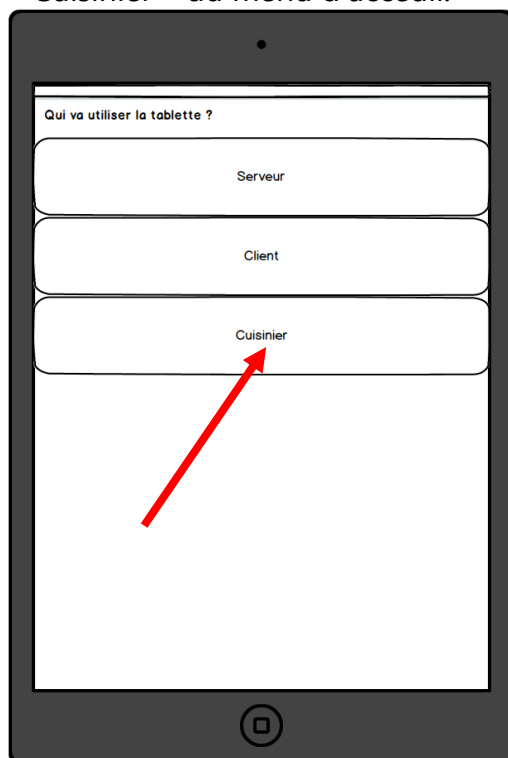 Cuisinier » du menu d'accueil.
Qui va utiliser la tablette ?
Serveur
Client
Cuisinier